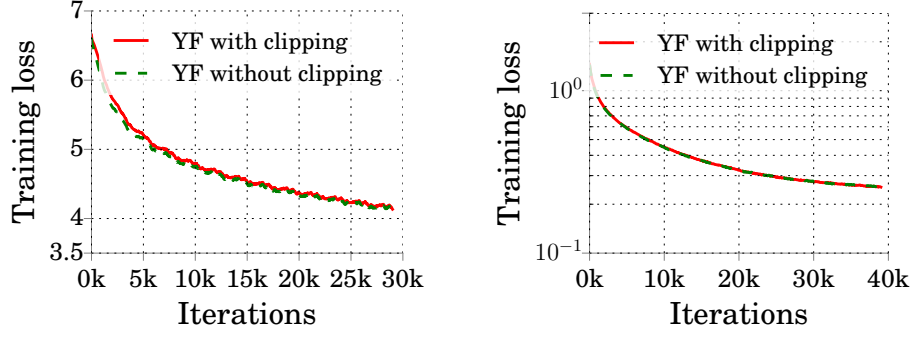 Training loss
7
6
5
4
3.5
YF with clipping
YF without clipping
0k 5k 10k 15k 20k 25k 30k
Iterations
Training loss
10^0
10^-1
YF with clipping
YF without clipping
0k 10k 20k 30k 40k
Iterations